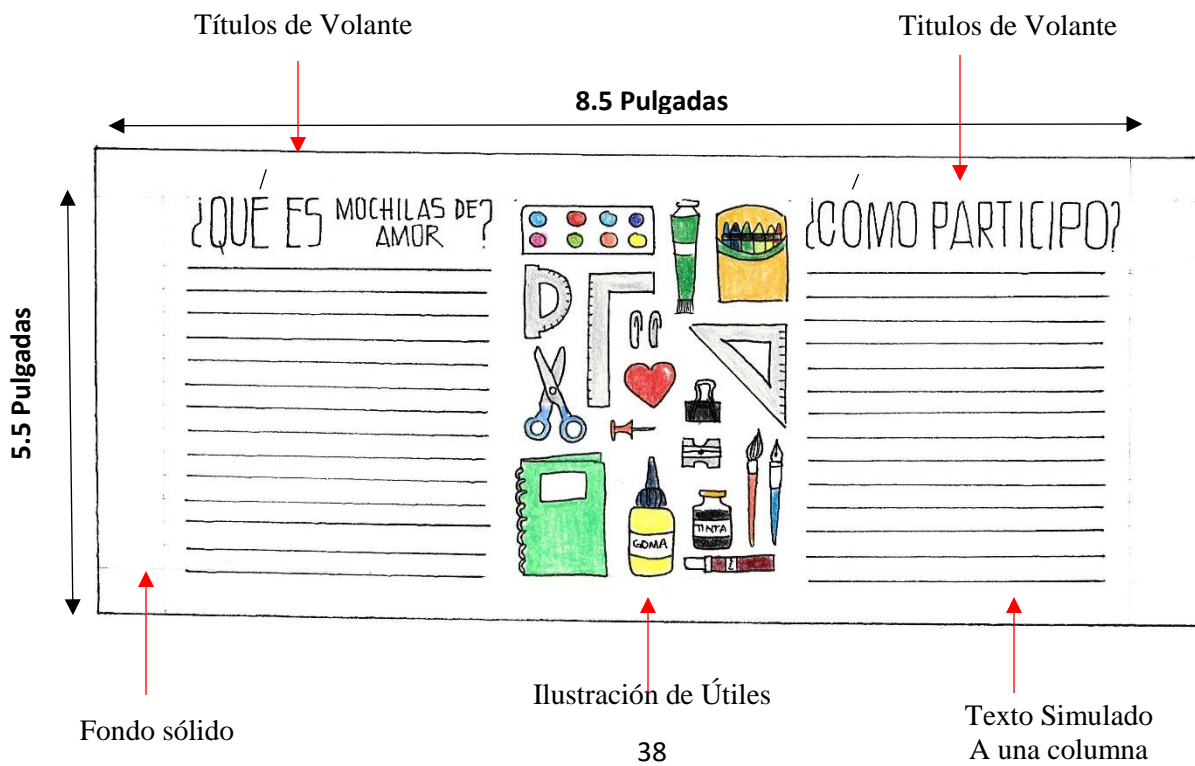 Títulos de Volante
Titulos de Volante
8.5 Pulgadas
5.5 Pulgadas
¿QUÉ ES MOCHILAS DE?
AMOR
¿CÓMO PARTICIPO?
GOMA
TINTA
Fondo sólido
Ilustración de Útiles
Texto Simulado
A una columna
38